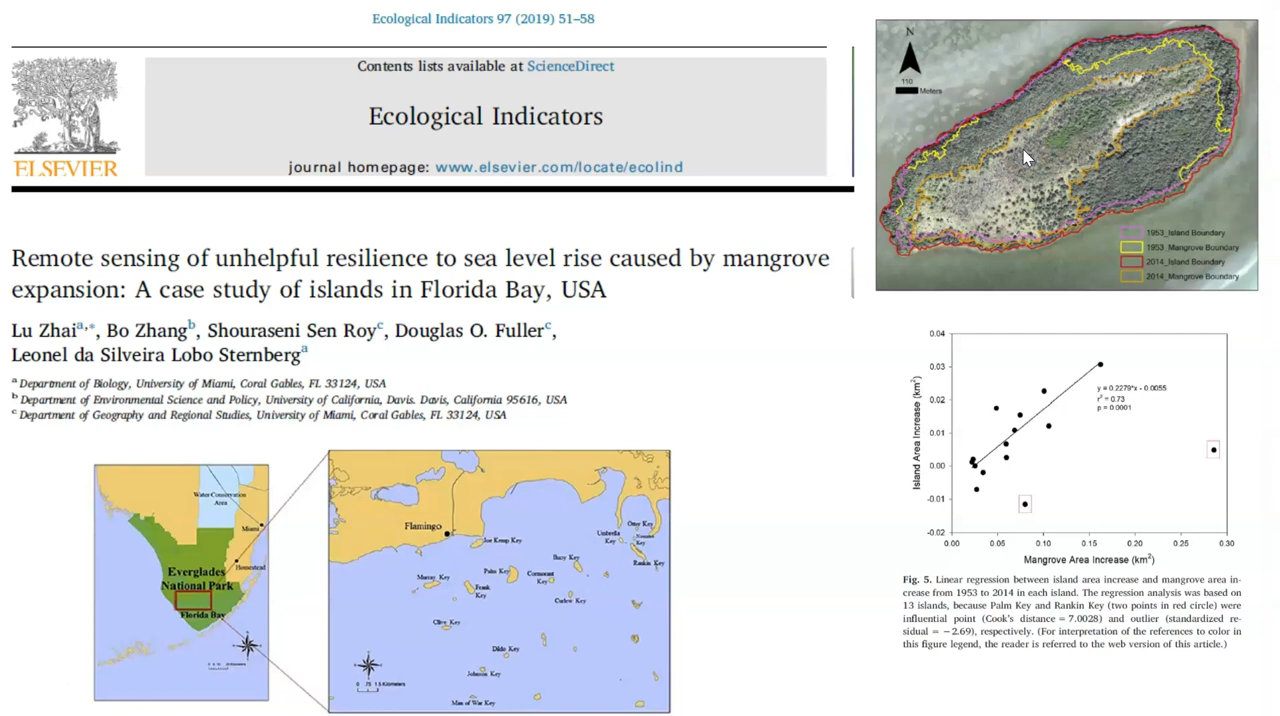 Ecological Indicators 97 (2019) 51–58
Contents lists available at ScienceDirect
Ecological Indicators
journal homepage: www.elsevier.com/locate/ecolind
ELSEVIER
Remote sensing of unhelpful resilience to sea level rise caused by mangrove
expansion: A case study of islands in Florida Bay, USA
Lu Zhaia,*, Bo Zhangb, Shouraseni Sen Royc, Douglas O. Fullerc,
Leonel da Silveira Lobo Sternberga
a Department of Biology, University of Miami, Coral Gables, FL 33124, USA
b Department of Environmental Science and Policy, University of California, Davis. Davis, California 95616, USA
c Department of Geography and Regional Studies, University of Miami, Coral Gables, FL 33124, USA
Water Conservation
Area
Miami
Homestead
Everglades
National Park
Florida Bay
Flamingo
Joe Kemp Key
Umbrella
Key
Otter Key
Rankin Key
Buoy Key
Palm Key
Cormorant
Key
Murray Key
Frank
Key
Curlew Key
Clive Key
Dildo Key
Johnson Key
Man of War Key
N
110
Meters
1953_Island Boundary
1953_Mangrove Boundary
2014_Island Boundary
2014_Mangrove Boundary
Island Area Increase (km2)
0.04
0.03
0.02
0.01
0.00
-0.01
-0.02
y = 0.2279*x - 0.0055
r2 = 0.73
p = 0.0001
0.00 0.05 0.10 0.15 0.20 0.25 0.30
Mangrove Area Increase (km2)
Fig. 5. Linear regression between island area increase and mangrove area in-
crease from 1953 to 2014 in each island. The regression analysis was based on
13 islands, because Palm Key and Rankin Key (two points in red circle) were
influential point (Cook's distance = 7.0028) and outlier (standardized re-
sidual = −2.69), respectively. (For interpretation of the references to color in
this figure legend, the reader is referred to the web version of this article.)